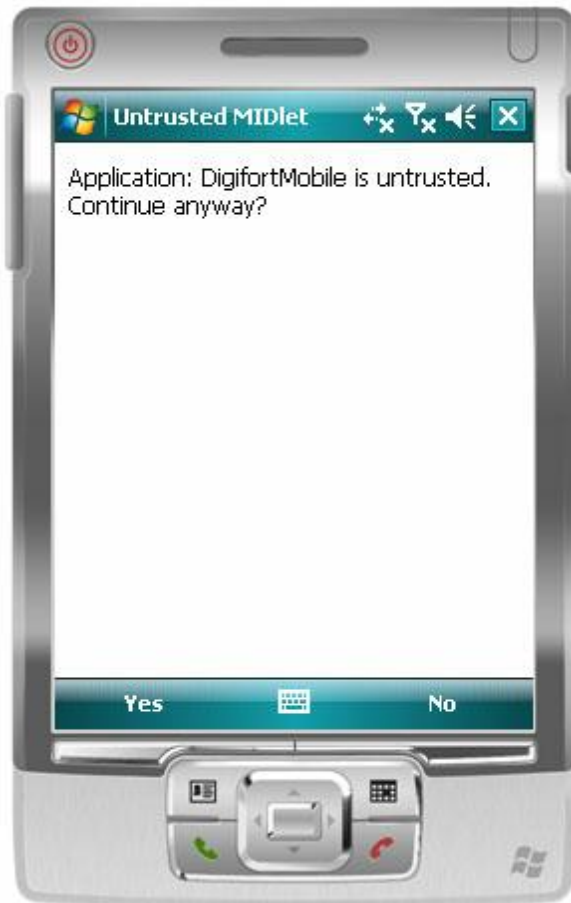 Untrusted MIDlet
Application: DigifortMobile is untrusted.
Continue anyway?
Yes
No